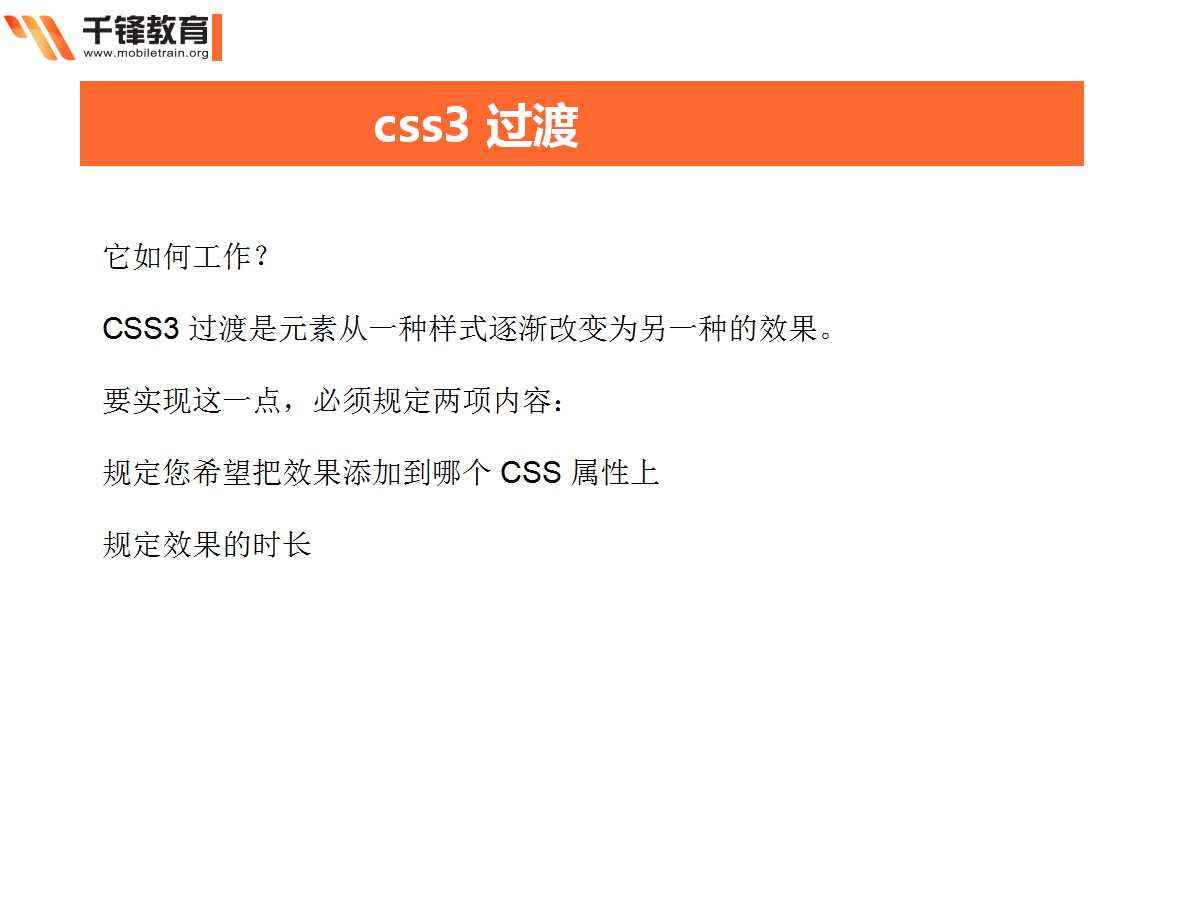 千锋教育
www.mobiletrain.org
css3 过渡
它如何工作？
CSS3 过渡是元素从一种样式逐渐改变为另一种的效果。
要实现这一点，必须规定两项内容：
规定您希望把效果添加到哪个 CSS 属性上
规定效果的时长